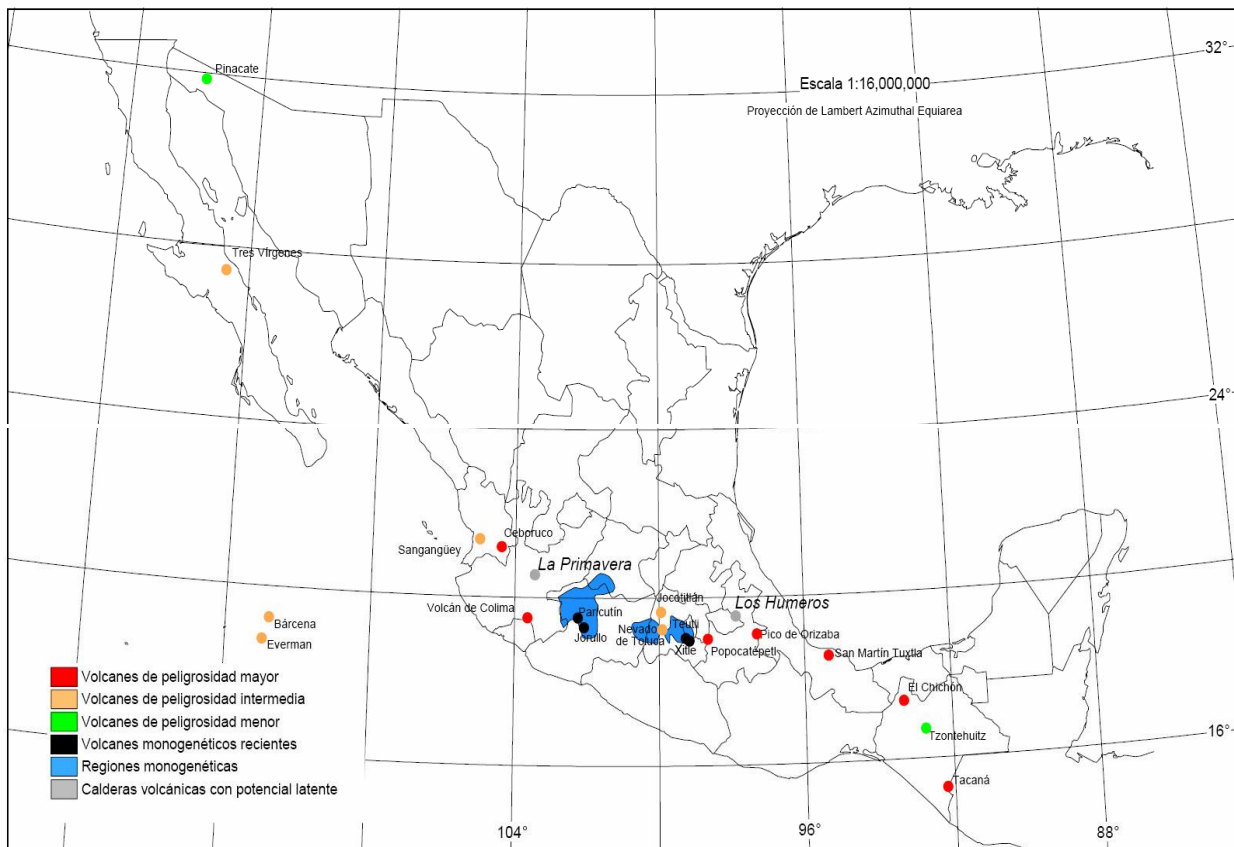 32°
Pinacate
Escala 1:16,000,000
Proyección de Lambert Azimuthal Equiarea
Tres Vírgenes
24°
Ceboruco
Sangangüey
La Primavera
Volcán de Colima
Paricutín
Jorullo
Jocotitlán
Los Humeros
Bárcena
Everman
Nevado
de Toluca
Teutli
Xitle
Popocatépetl
Pico de Orizaba
San Martín Tuxtla
El Chichón
Tzontehuitz
16°
Tacaná
Volcanes de peligrosidad mayor
Volcanes de peligrosidad intermedia
Volcanes de peligrosidad menor
Volcanes monogenéticos recientes
Regiones monogenéticas
Calderas volcánicas con potencial latente
104°
96°
88°